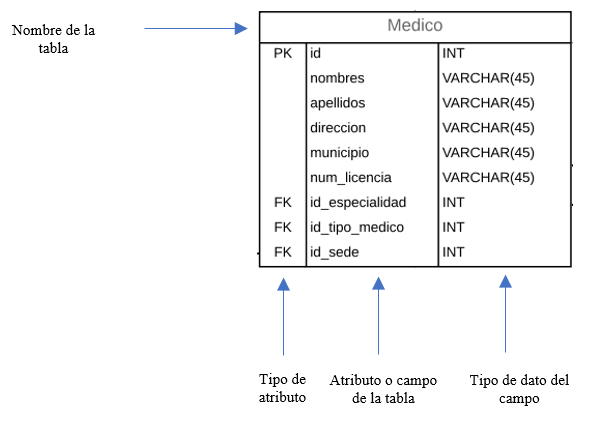 Medico
Nombre de la
tabla
PK id INT
nombres VARCHAR(45)
apellidos VARCHAR(45)
direccion VARCHAR(45)
municipio VARCHAR(45)
num_licencia VARCHAR(45)
FK id_especialidad INT
FK id_tipo_medico INT
FK id_sede INT
Tipo de
atributo
Atributo o campo
de la tabla
Tipo de dato del
campo